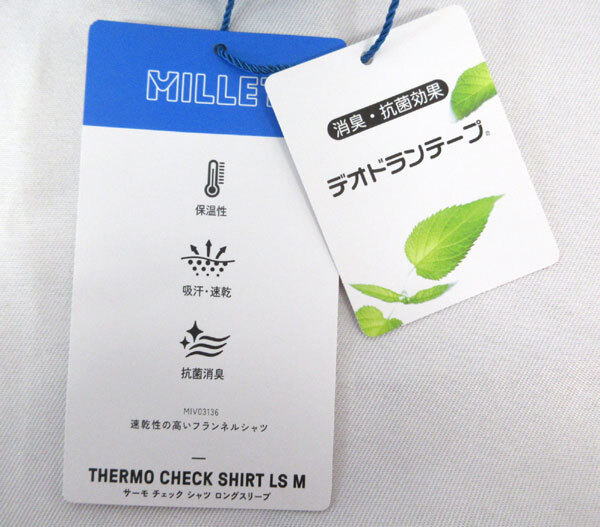 MILLET
保温性
吸汗・速乾
抗菌消臭
MIV03136
速乾性の高いフランネルシャツ
THERMO CHECK SHIRT LS M
サーモ チェック シャツ ロングスリーブ
消臭・抗菌効果
デオドランテープ®